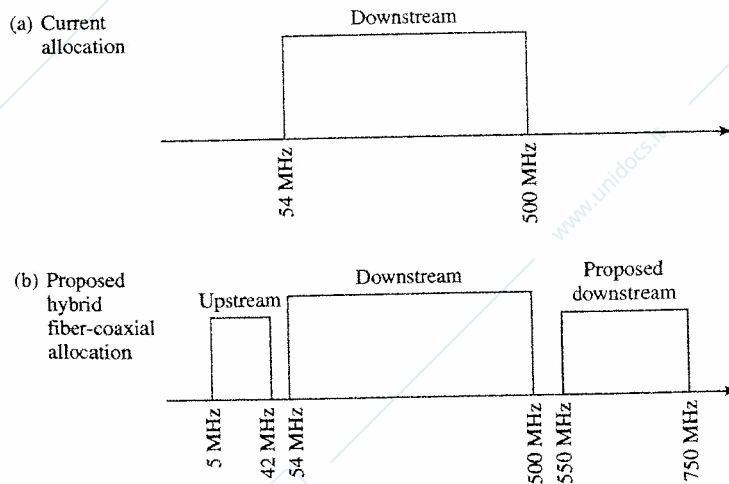 (a) Current
allocation
Downstream
54 MHz
500 MHz
(b) Proposed
hybrid
fiber-coaxial
allocation
Upstream
Downstream
Proposed
downstream
5 MHz
42 MHz
54 MHz
500 MHz
550 MHz
750 MHz